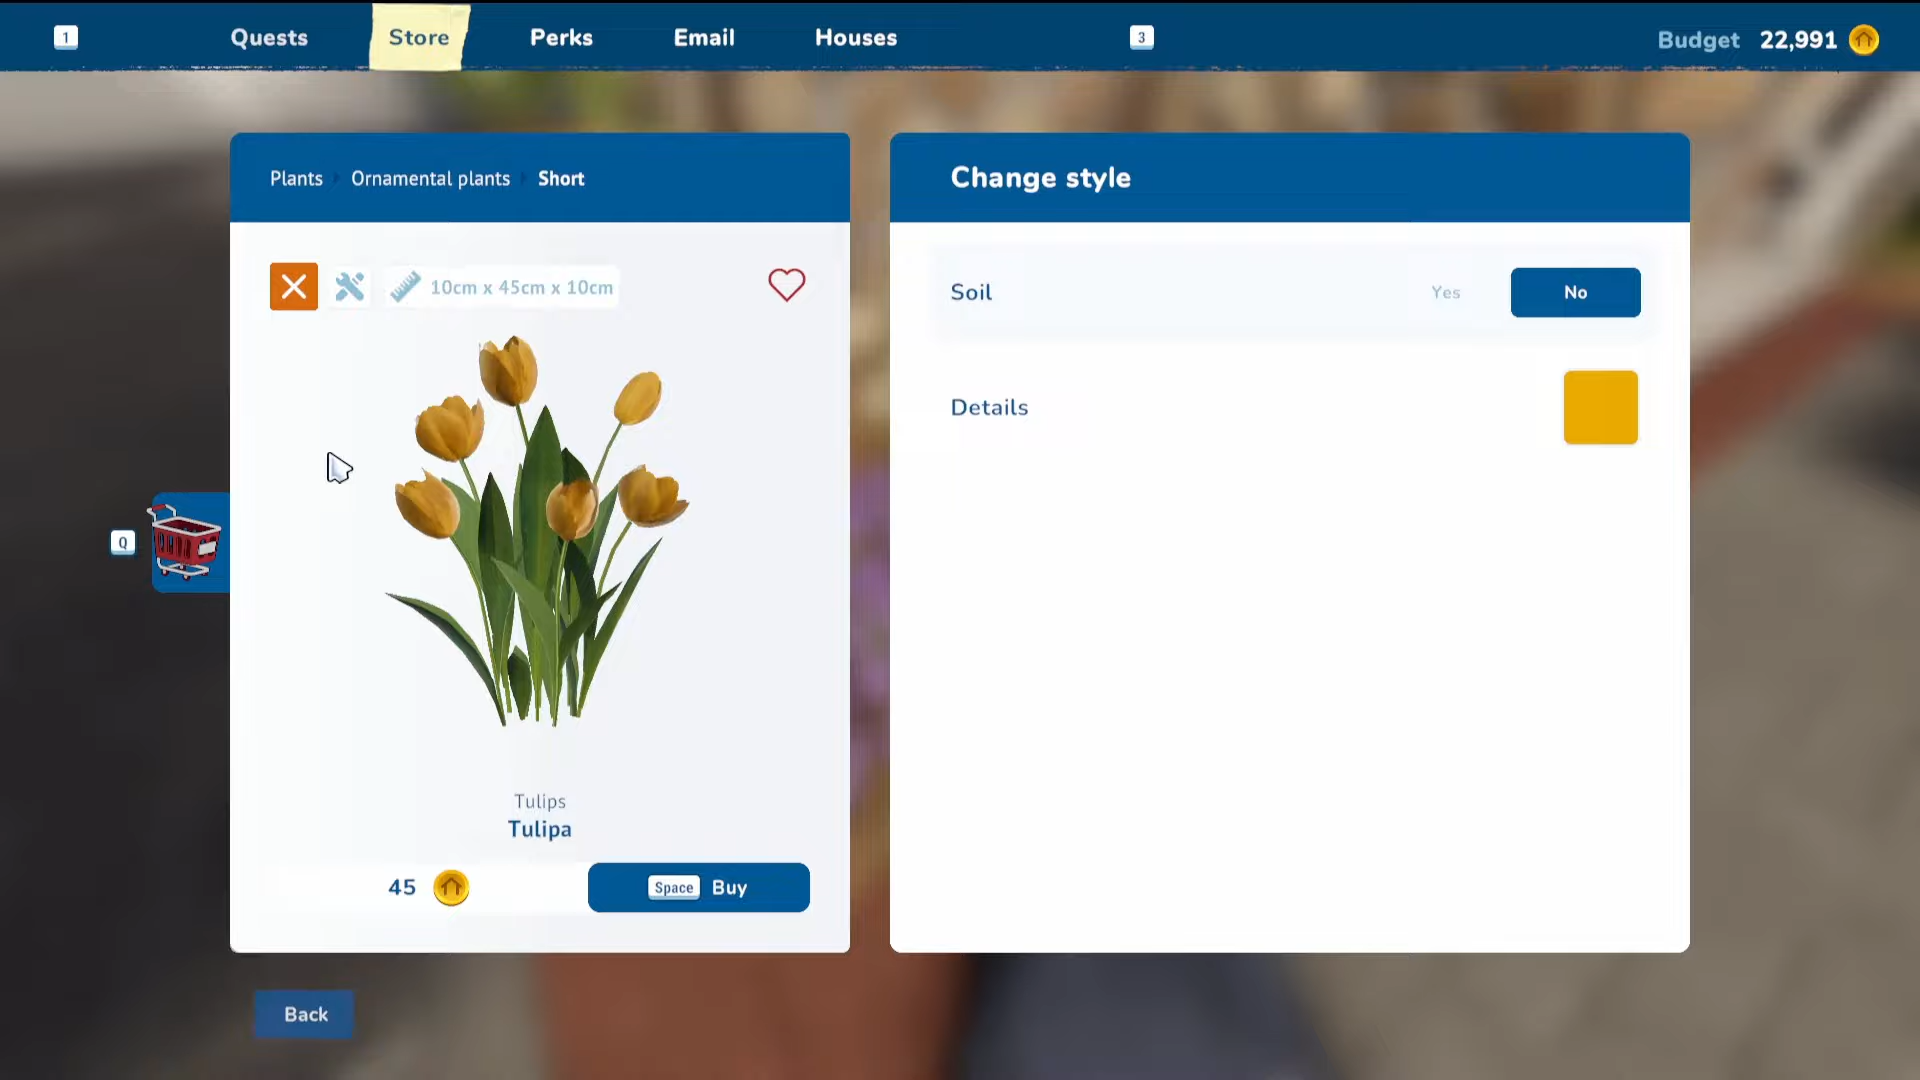 1
Quests
Store
Perks
Email
Houses
3
Budget 22,991
Plants Ornamental plants Short
Change style
10cm x 45cm x 10cm
Soil
Yes
No
Details
Q
Tulips
Tulipa
45
Space Buy
Back